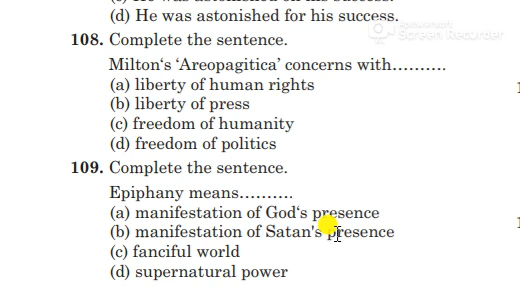 (d) He was astonished for his success.
Screen Recorder
108. Complete the sentence.
Milton‘s ‘Areopagitica’ concerns with..........
(a) liberty of human rights
(b) liberty of press
(c) freedom of humanity
(d) freedom of politics
109. Complete the sentence.
Epiphany means..........
(a) manifestation of God‘s presence
(b) manifestation of Satan's presence
(c) fanciful world
(d) supernatural power